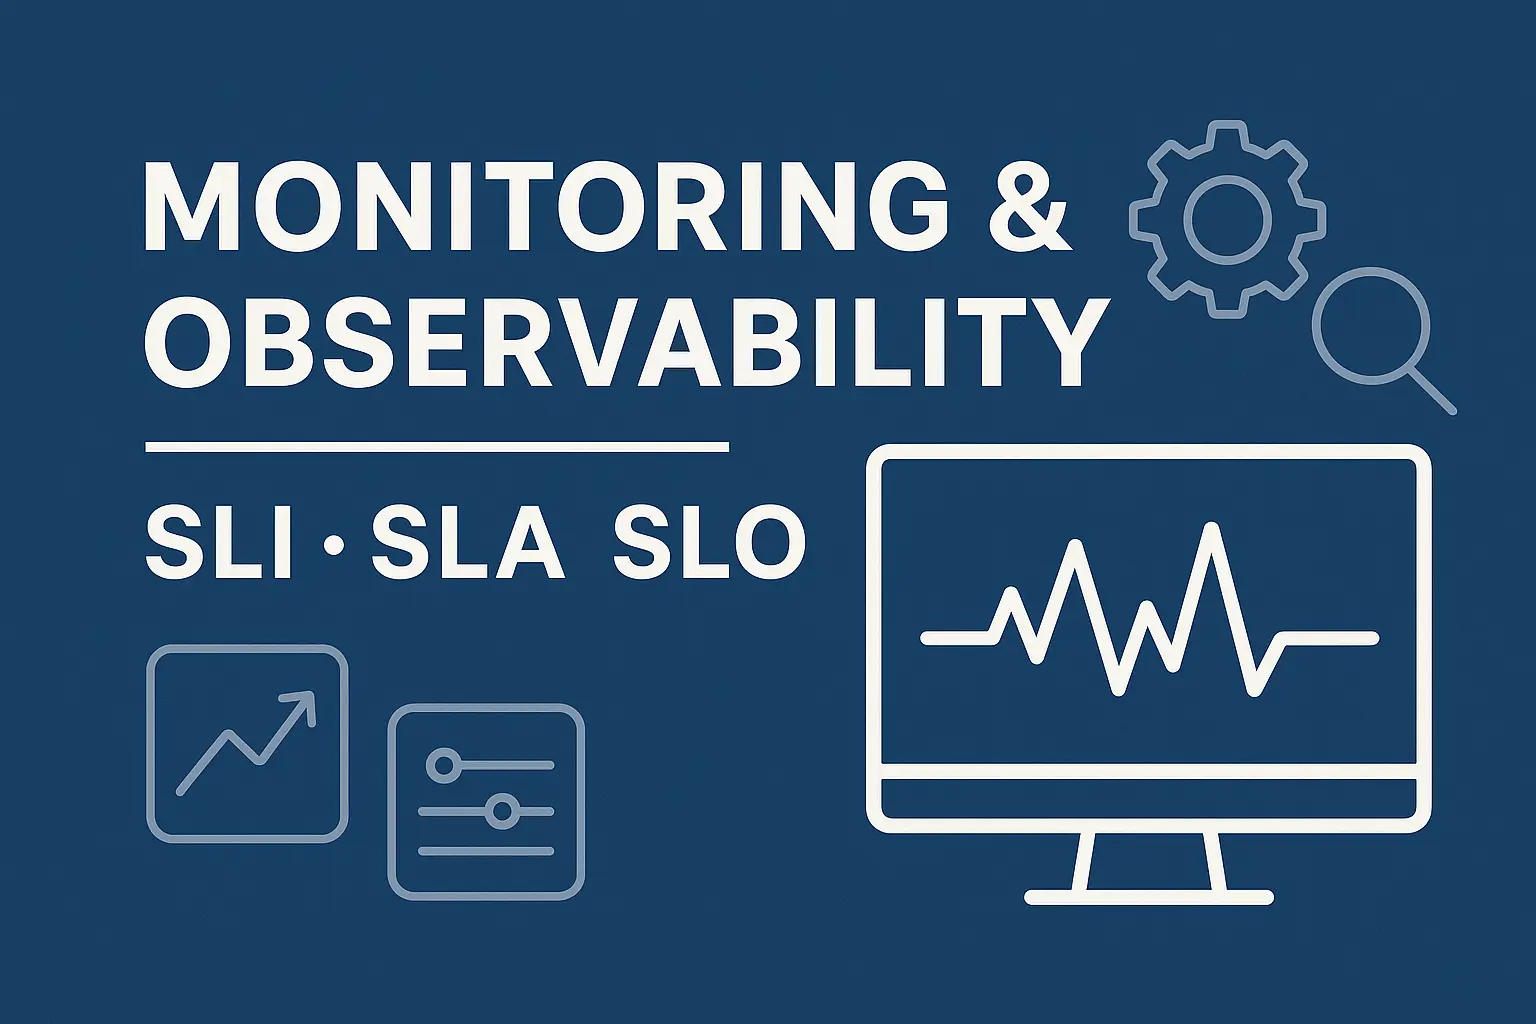 MONITORING &
OBSERVABILITY
SLI • SLA SLO